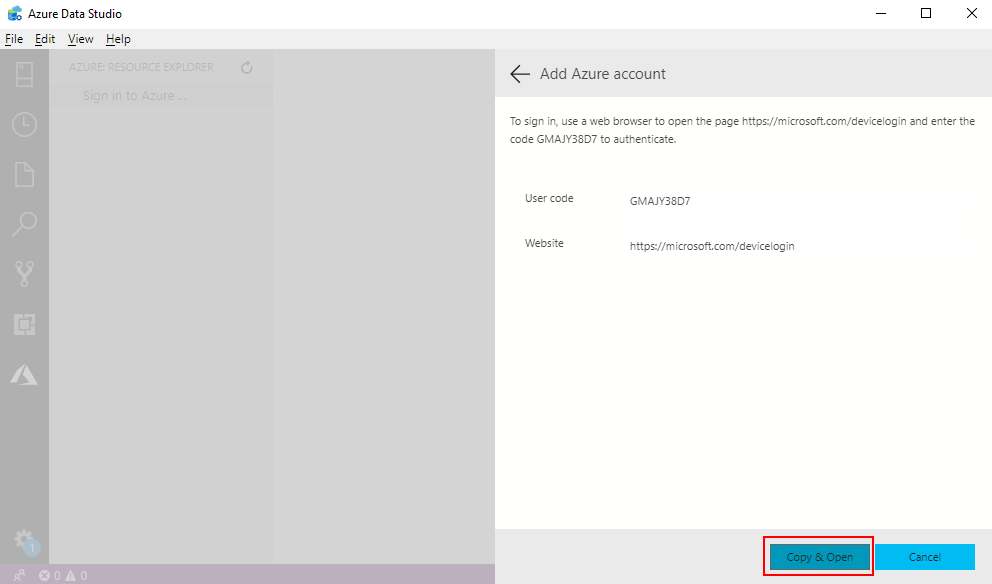 Azure Data Studio
File Edit View Help
AZURE: RESOURCE EXPLORER
Sign in to Azure ...
Add Azure account
To sign in, use a web browser to open the page https://microsoft.com/devicelogin and enter the
code GMAJY38D7 to authenticate.
User code GMAJY38D7
Website https://microsoft.com/devicelogin
Copy & Open Cancel
1
0 0